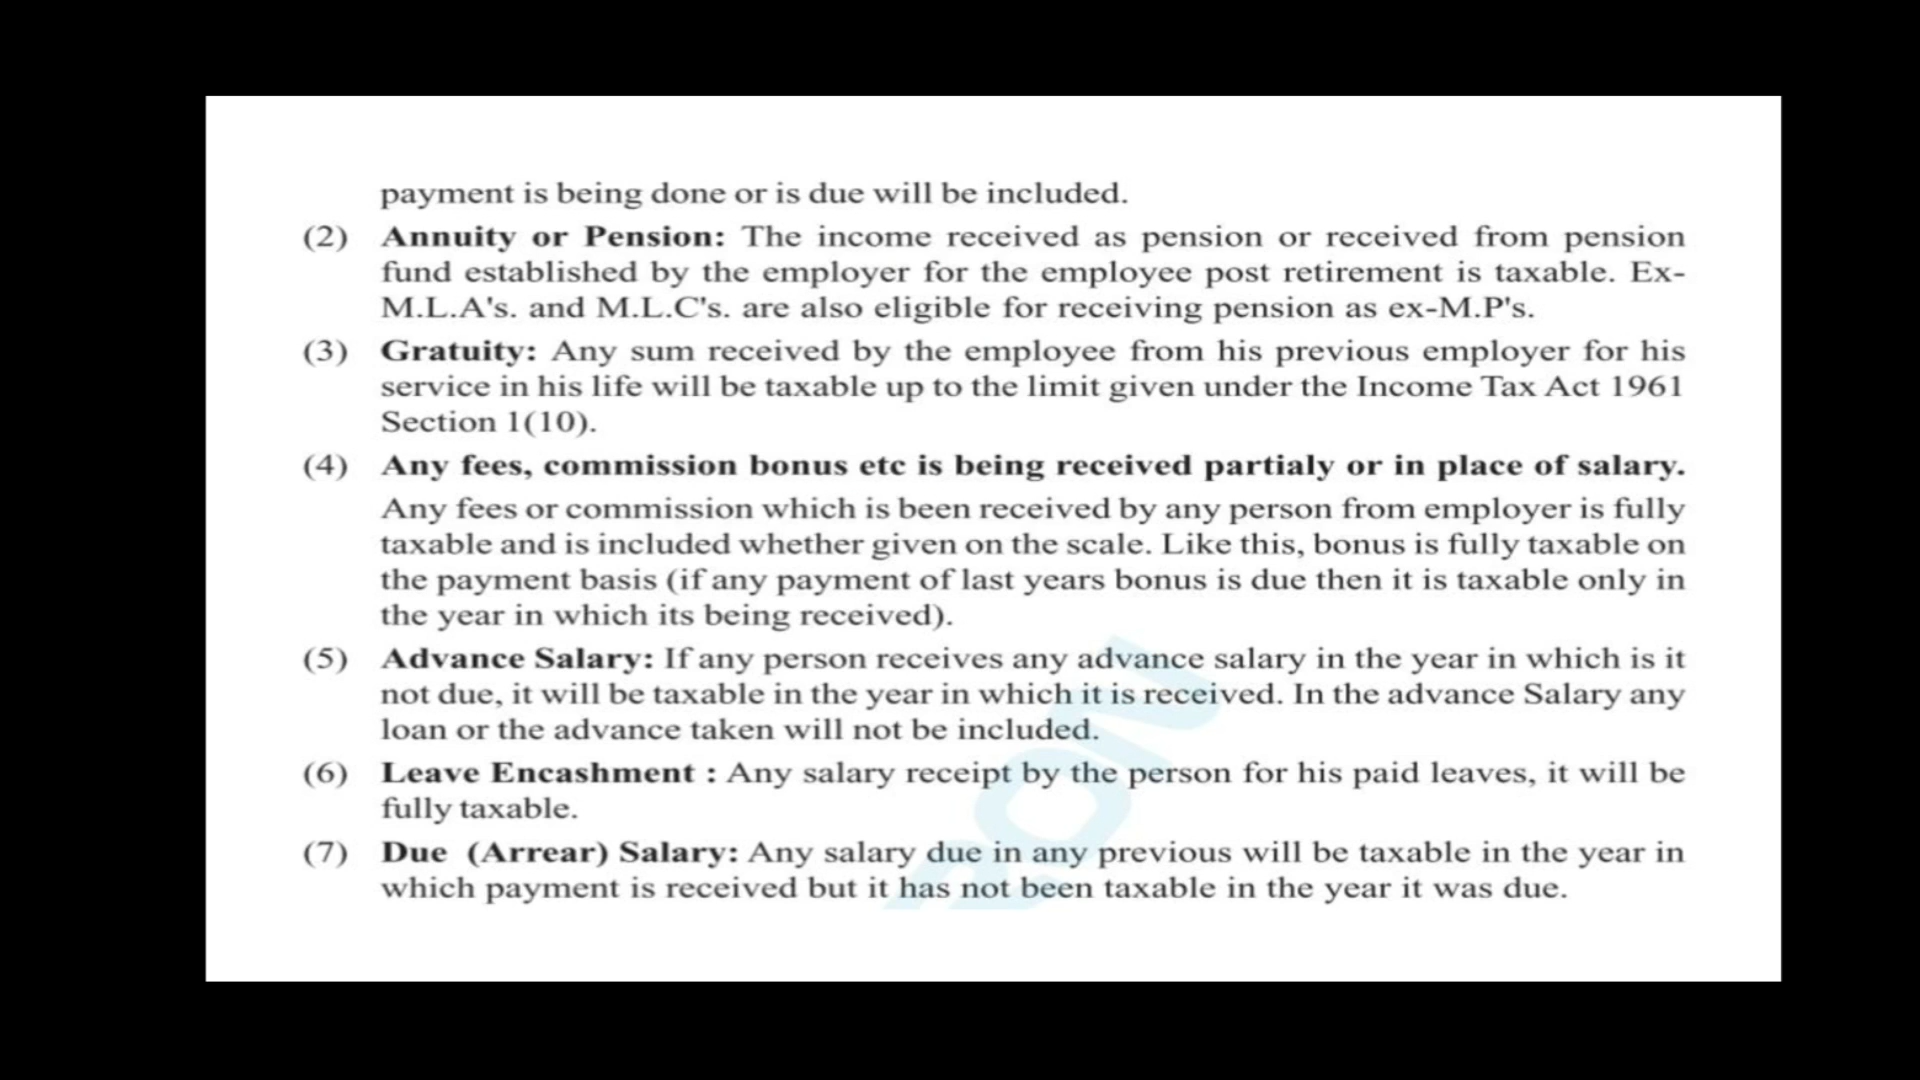 payment is being done or is due will be included.
(2) Annuity or Pension: The income received as pension or received from pension
fund established by the employer for the employee post retirement is taxable. Ex-
M.L.A's. and M.L.C's. are also eligible for receiving pension as ex-M.P's.
(3) Gratuity: Any sum received by the employee from his previous employer for his
service in his life will be taxable up to the limit given under the Income Tax Act 1961
Section 1(10).
(4) Any fees, commission bonus etc is being received partialy or in place of salary.
Any fees or commission which is been received by any person from employer is fully
taxable and is included whether given on the scale. Like this, bonus is fully taxable on
the payment basis (if any payment of last years bonus is due then it is taxable only in
the year in which its being received).
(5) Advance Salary: If any person receives any advance salary in the year in which is it
not due, it will be taxable in the year in which it is received. In the advance Salary any
loan or the advance taken will not be included.
(6) Leave Encashment : Any salary receipt by the person for his paid leaves, it will be
fully taxable.
(7) Due (Arrear) Salary: Any salary due in any previous will be taxable in the year in
which payment is received but it has not been taxable in the year it was due.